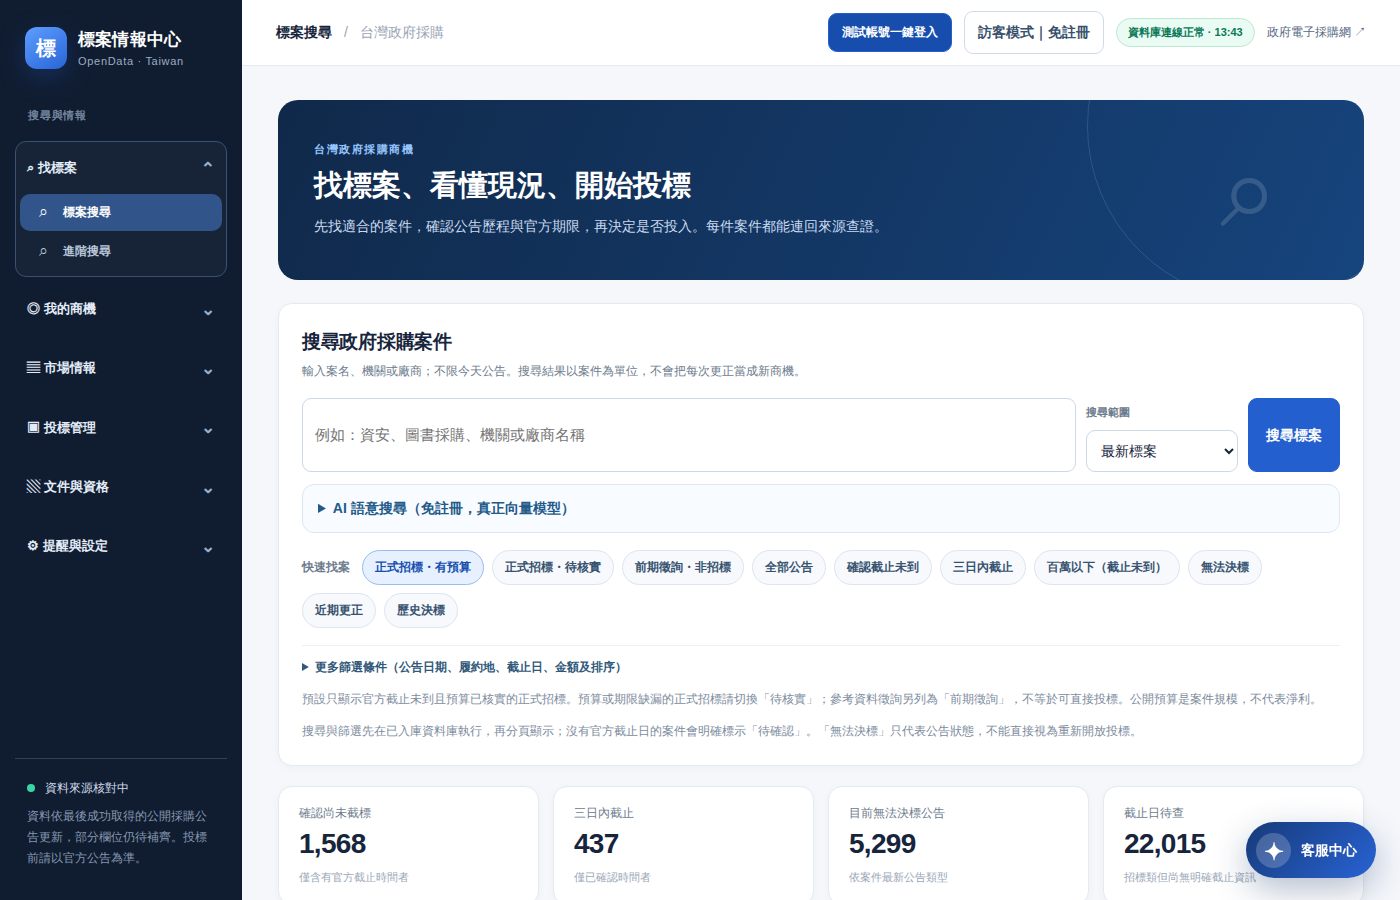 標
標案情報中心
OpenData · Taiwan
搜尋與情報
⌕ 找標案
⌕ 標案搜尋
⌕ 進階搜尋
◎ 我的商機
▤ 市場情報
▣ 投標管理
▧ 文件與資格
⚙ 提醒與設定
資料來源核對中
資料依最後成功取得的公開採購公
告更新，部分欄位仍待補齊。投標
前請以官方公告為準。
標案搜尋 / 台灣政府採購
測試帳號一鍵登入
訪客模式｜免註冊
資料庫連線正常 · 13:43
政府電子採購網 ↗
台灣政府採購商機
找標案、看懂現況、開始投標
先找適合的案件，確認公告歷程與官方期限，再決定是否投入。每件案件都能連回來源查證。
搜尋政府採購案件
輸入案名、機關或廠商；不限今天公告。搜尋結果以案件為單位，不會把每次更正當成新商機。
例如：資安、圖書採購、機關或廠商名稱
搜尋範圍
最新標案
搜尋標案
AI 語意搜尋（免註冊，真正向量模型）
快速找案 正式招標・有預算 正式招標・待核實 前期徵詢・非招標 全部公告 確認截止未到 三日內截止 百萬以下（截止未到） 無法決標
近期更正 歷史決標
更多篩選條件（公告日期、履約地、截止日、金額及排序）
預設只顯示官方截止未到且預算已核實的正式招標。預算或期限缺漏的正式招標請切換「待核實」；參考資料徵詢另列為「前期徵詢」，不等於可直接投標。公開預算是案件規模，不代表淨利。
搜尋與篩選先在已入庫資料庫執行，再分頁顯示；沒有官方截止日的案件會明確標示「待確認」。「無法決標」只代表公告狀態，不能直接視為重新開放投標。
確認尚未截標
1,568
僅含有官方截止時間者
三日內截止
437
僅已確認時間者
目前無法決標公告
5,299
依案件最新公告類型
截止日待查
22,015
招標類但尚無明確截止資訊
客服中心